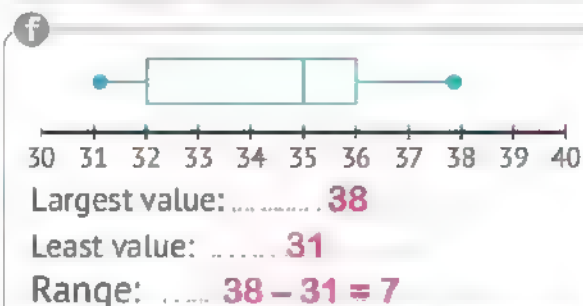 f
30 31 32 33 34 35 36 37 38 39 40
Largest value: .......... 38
Least value: ....... 31
Range: ..... 38 – 31 = 7